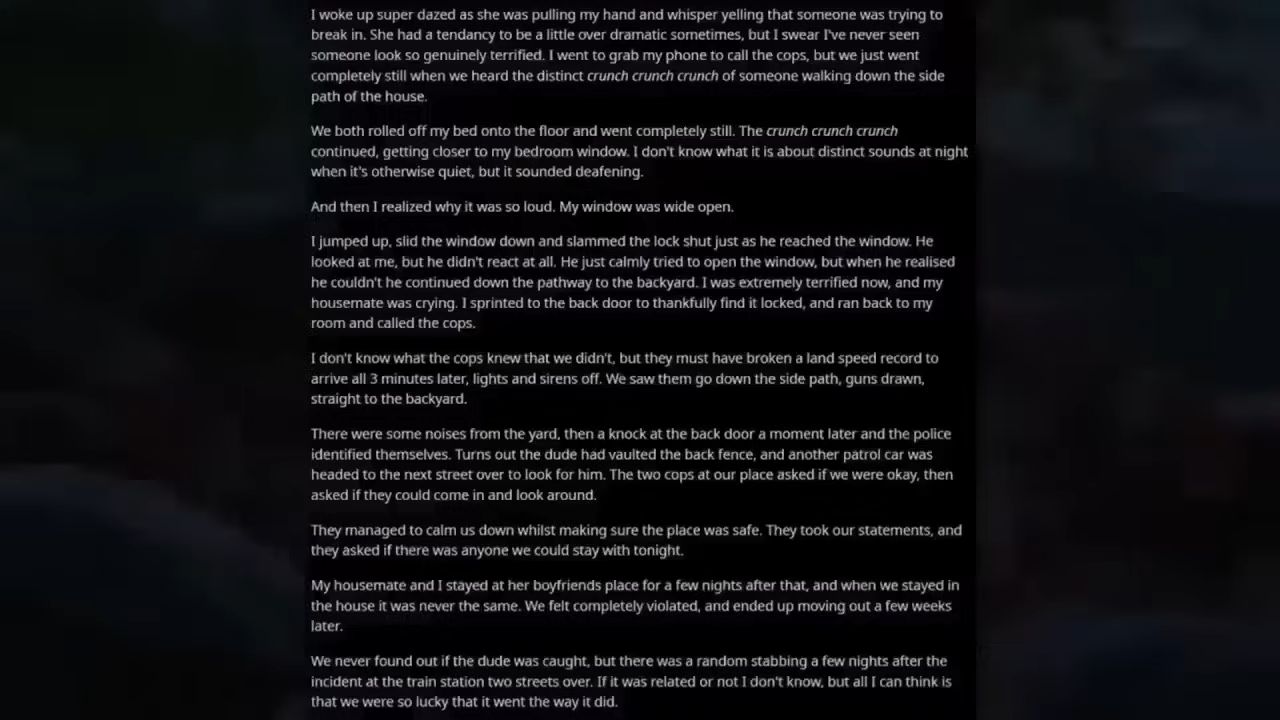 I woke up super dazed as she was pulling my hand and whisper yelling that someone was trying to
break in. She had a tendency to be a little over dramatic sometimes, but I swear I've never seen
someone look so genuinely terrified. I went to grab my phone to call the cops, but we just went
completely still when we heard the distinct crunch crunch crunch of someone walking down the side
path of the house.
We both rolled off my bed onto the floor and went completely still. The crunch crunch crunch
continued, getting closer to my bedroom window. I don't know what it is about distinct sounds at night
when it's otherwise quiet, but it sounded deafening.
And then I realized why it was so loud. My window was wide open.
I jumped up, slid the window down and slammed the lock shut just as he reached the window. He
looked at me, but he didn't react at all. He just calmly tried to open the window, but when he realised
he couldn't he continued down the pathway to the backyard. I was extremely terrified now, and my
housemate was crying. I sprinted to the back door to thankfully find it locked, and ran back to my
room and called the cops.
I don't know what the cops knew that we didn't, but they must have broken a land speed record to
arrive all 3 minutes later, lights and sirens off. We saw them go down the side path, guns drawn,
straight to the backyard.
There were some noises from the yard, then a knock at the back door a moment later and the police
identified themselves. Turns out the dude had vaulted the back fence, and another patrol car was
headed to the next street over to look for him. The two cops at our place asked if we were okay, then
asked if they could come in and look around.
They managed to calm us down whilst making sure the place was safe. They took our statements, and
they asked if there was anyone we could stay with tonight.
My housemate and I stayed at her boyfriends place for a few nights after that, and when we stayed in
the house it was never the same. We felt completely violated, and ended up moving out a few weeks
later.
We never found out if the dude was caught, but there was a random stabbing a few nights after the
incident at the train station two streets over. If it was related or not I don't know, but all I can think is
that we were so lucky that it went the way it did.